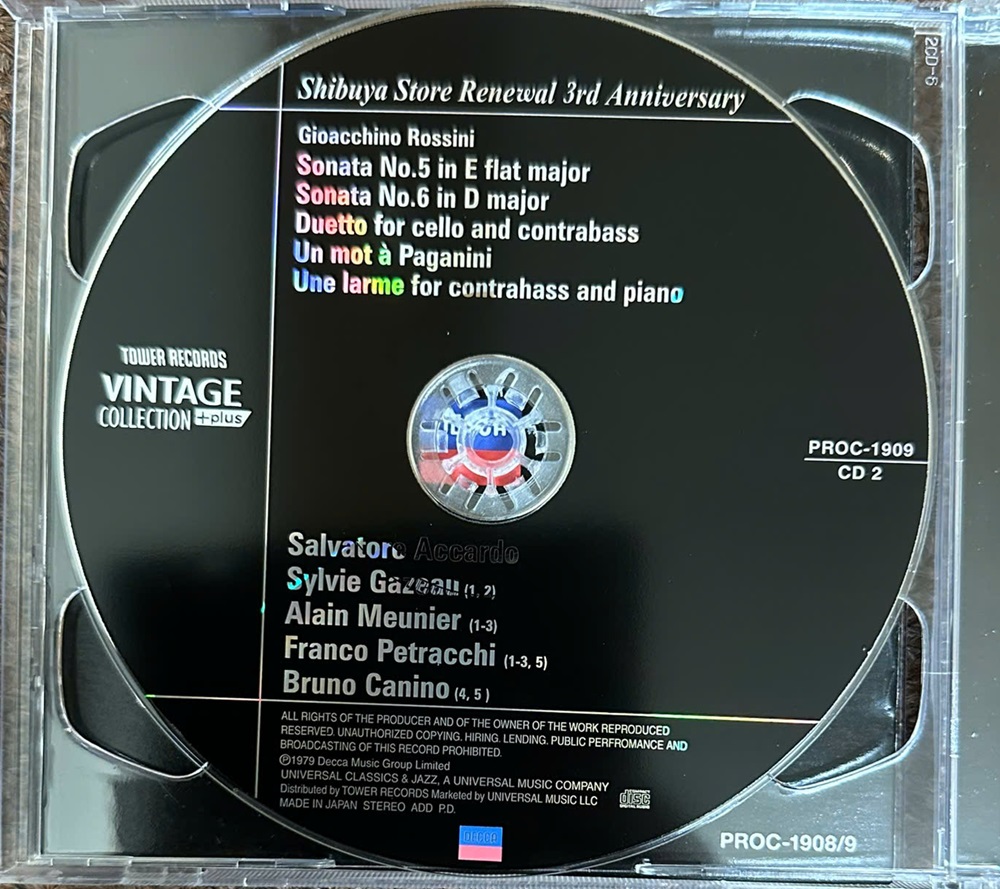 2CD-6
Shibuya Store Renewal 3rd Anniversary
Gioacchino Rossini
Sonata No.5 in E flat major
Sonata No.6 in D major
Duetto for cello and contrabass
Un mot à Paganini
Une larme for contrahass and piano
TOWER RECORDS
VINTAGE
COLLECTION +plus
PROC-1909
CD 2
Salvatore Accardo
Sylvie Gazeau (1, 2)
Alain Meunier (1-3)
Franco Petracchi (1-3, 5)
Bruno Canino (4, 5 )
ALL RIGHTS OF THE PRODUCER AND OF THE OWNER OF THE WORK REPRODUCED
RESERVED. UNAUTHORIZED COPYING. HIRING. LENDING. PUBLIC PERFROMANCE AND
BROADCASTING OF THIS RECORD PROHIBITED.
Ⓟ1979 Decca Music Group Limited
UNIVERSAL CLASSICS & JAZZ, A UNIVERSAL MUSIC COMPANY
Distributed by TOWER RECORDS Marketed by UNIVERSAL MUSIC LLC
MADE IN JAPAN STEREO ADD P.D.
COMPACT
disc
DIGITAL AUDIO
DECCA
PROC-1908/9